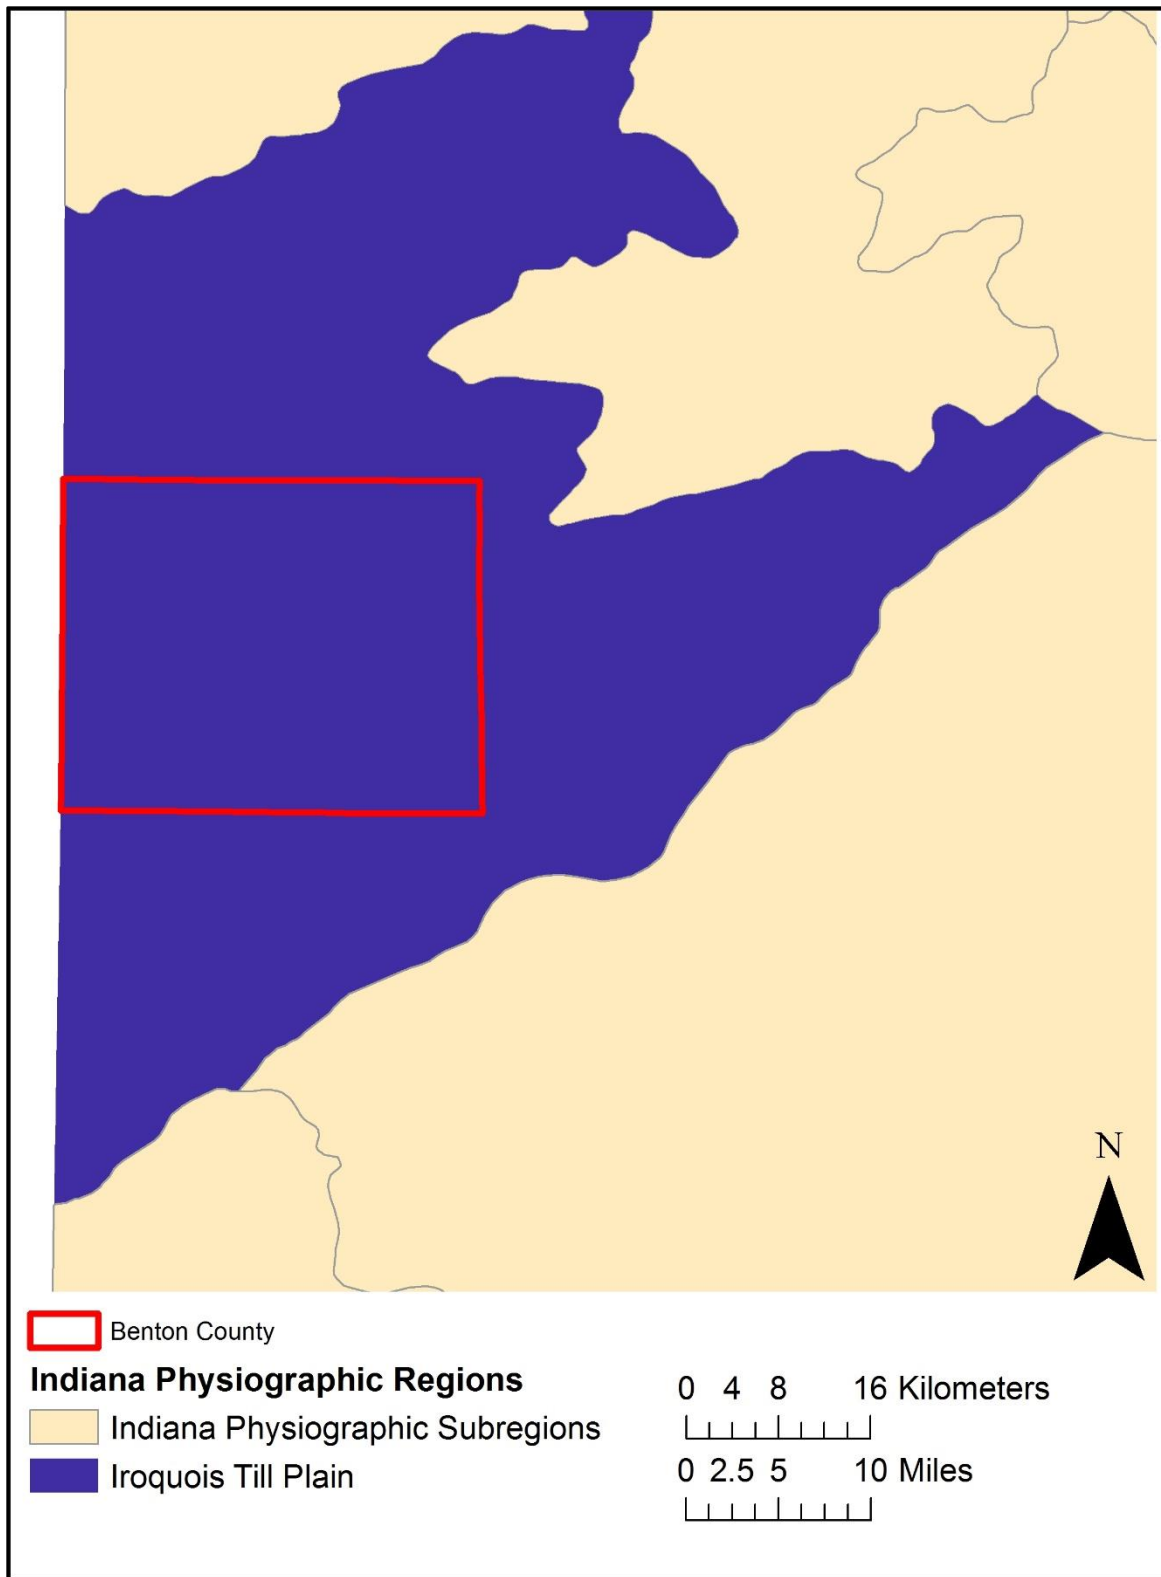 N
Benton County
Indiana Physiographic Regions
Indiana Physiographic Subregions
Iroquois Till Plain
0 4 8 16 Kilometers
0 2.5 5 10 Miles